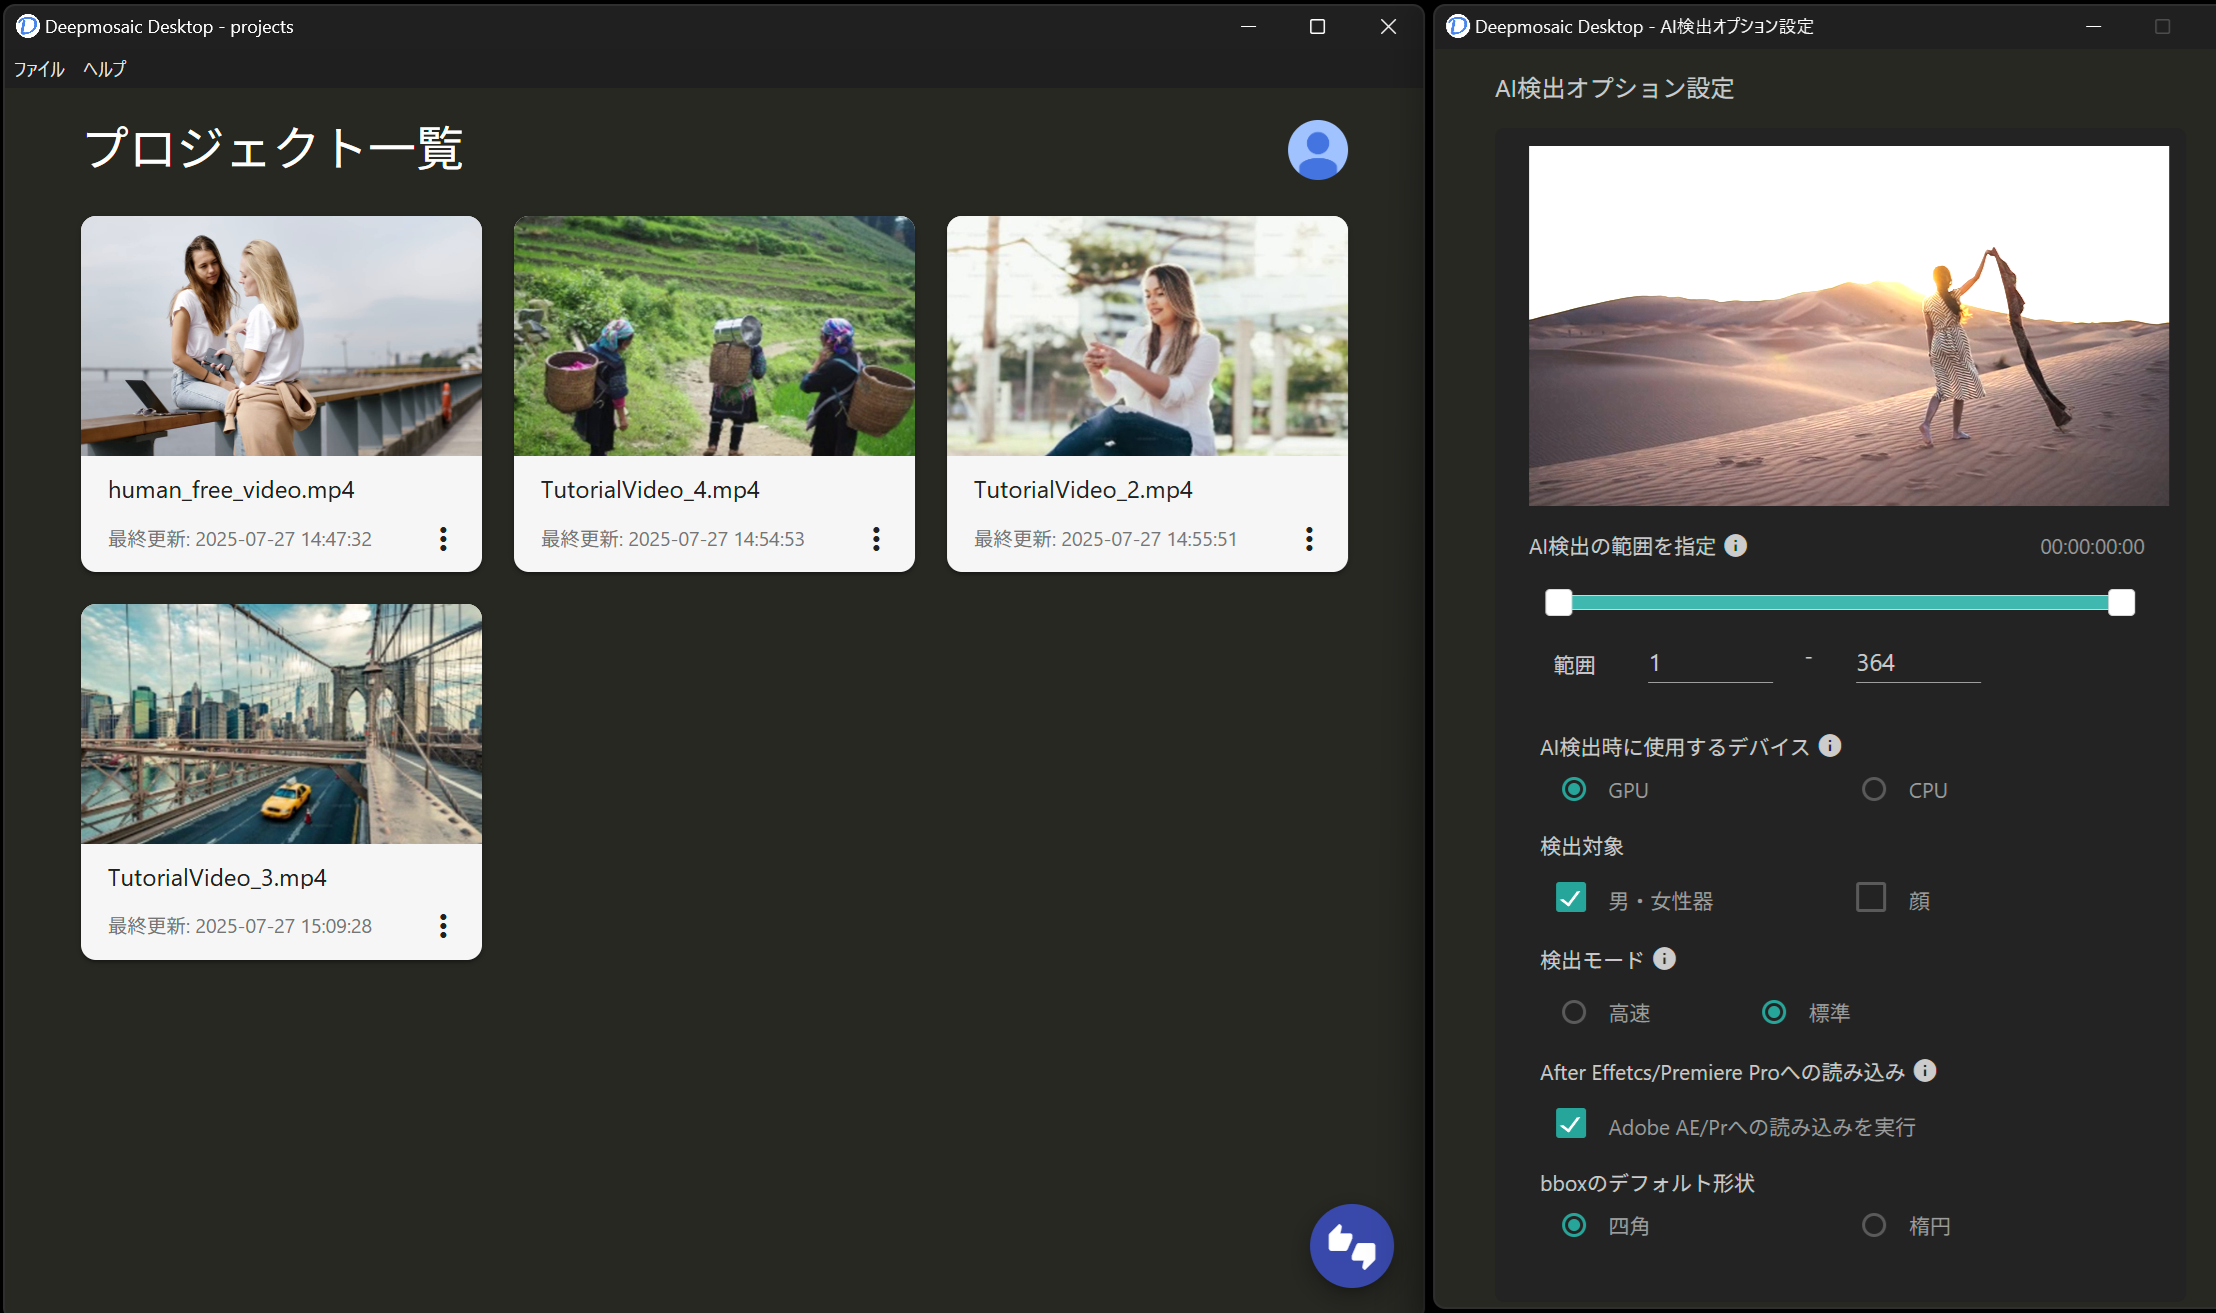 Deepmosaic Desktop - projects
ファイル ヘルプ
プロジェクト一覧
human_free_video.mp4
最終更新: 2025-07-27 14:47:32
TutorialVideo_4.mp4
最終更新: 2025-07-27 14:54:53
TutorialVideo_2.mp4
最終更新: 2025-07-27 14:55:51
TutorialVideo_3.mp4
最終更新: 2025-07-27 15:09:28
Deepmosaic Desktop - AI検出オプション設定
AI検出オプション設定
AI検出の範囲を指定 00:00:00:00
範囲 1 - 364
AI検出時に使用するデバイス
GPU CPU
検出対象
男・女性器 顔
検出モード
高速 標準
After Effetcs/Premiere Proへの読み込み
Adobe AE/Prへの読み込みを実行
bboxのデフォルト形状
四角 楕円